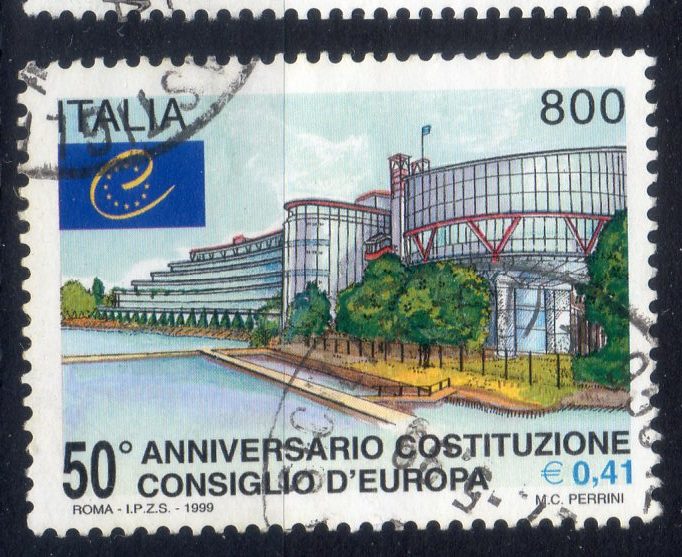 ITALIA
800
50° ANNIVERSARIO COSTITUZIONE
CONSIGLIO D'EUROPA
€ 0,41
ROMA - I.P.Z.S. - 1999
M.C. PERRINI